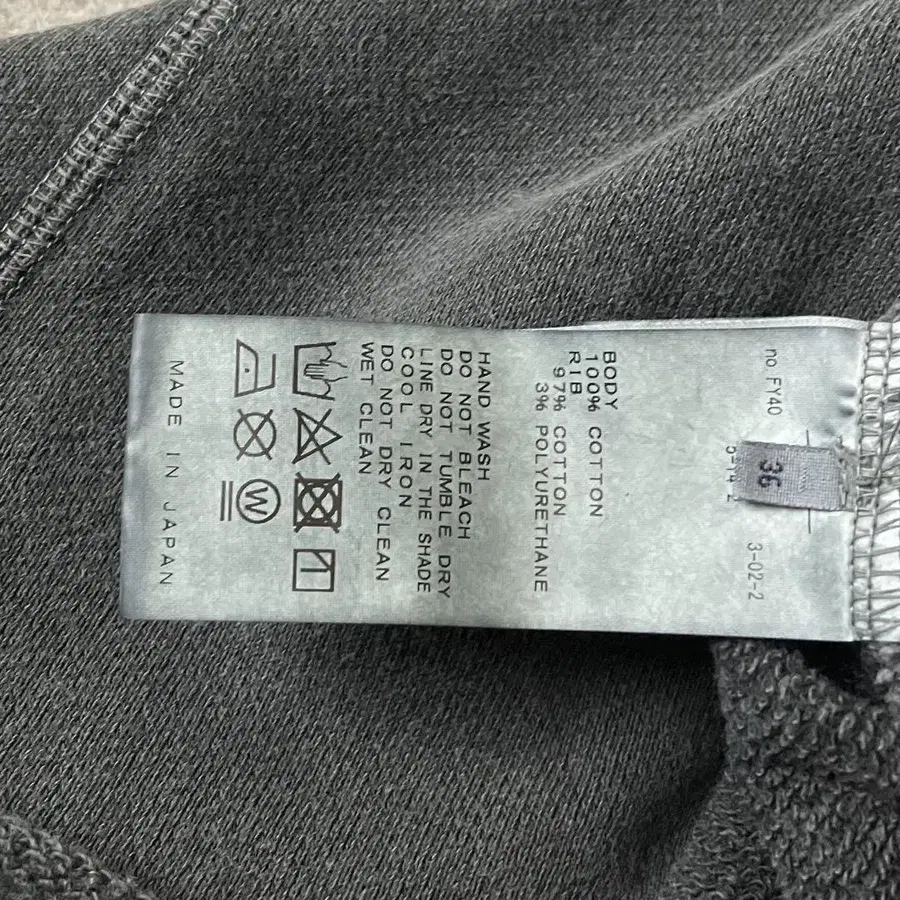 no FY40
36
3-02-2
BODY
100% COTTON
RIB
97% COTTON
3% POLYURETHANE
HAND WASH
DO NOT BLEACH
DO NOT TUMBLE DRY
LINE DRY IN THE SHADE
COOL IRON
DO NOT DRY CLEAN
WET CLEAN
W
MADE IN JAPAN